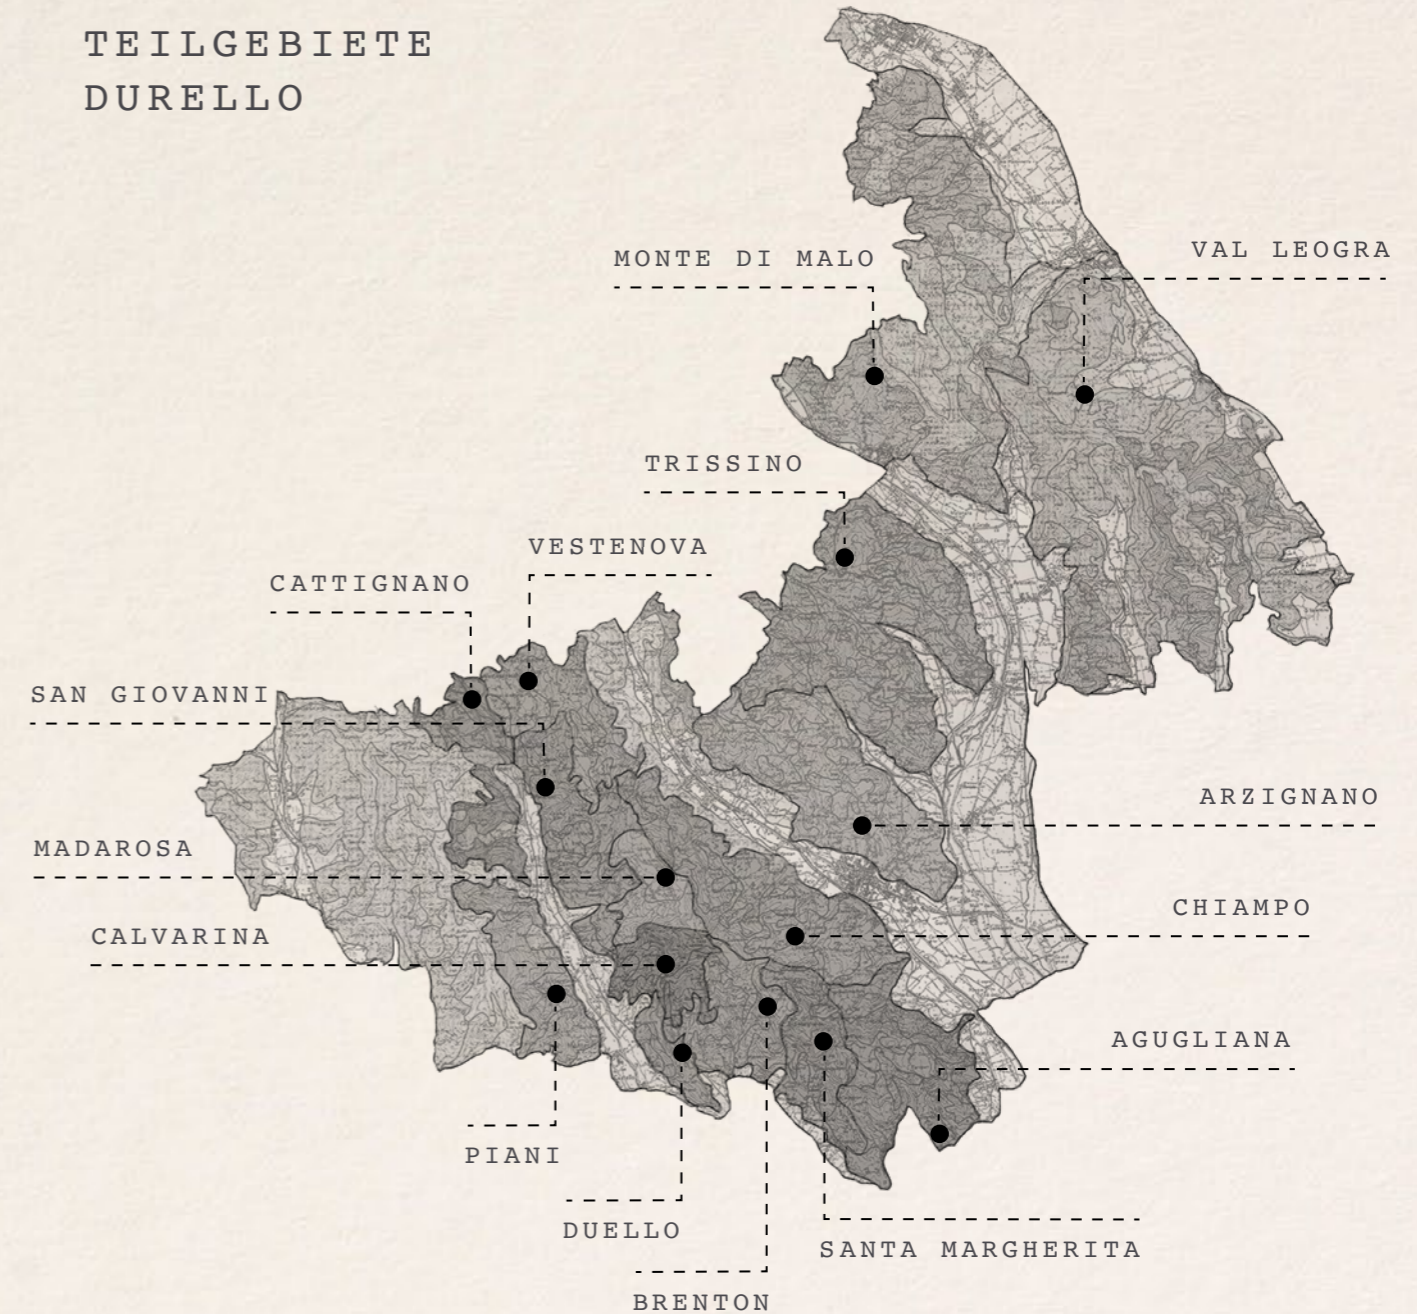 TEILGEBIETE
DURELLO
VAL LEOGRA
MONTE DI MALO
TRISSINO
VESTENOVA
CATTIGNANO
SAN GIOVANNI
ARZIGNANO
MADAROSA
CHIAMPO
CALVARINA
AGUGLIANA
PIANI
DUELLO
SANTA MARGHERITA
BRENTON